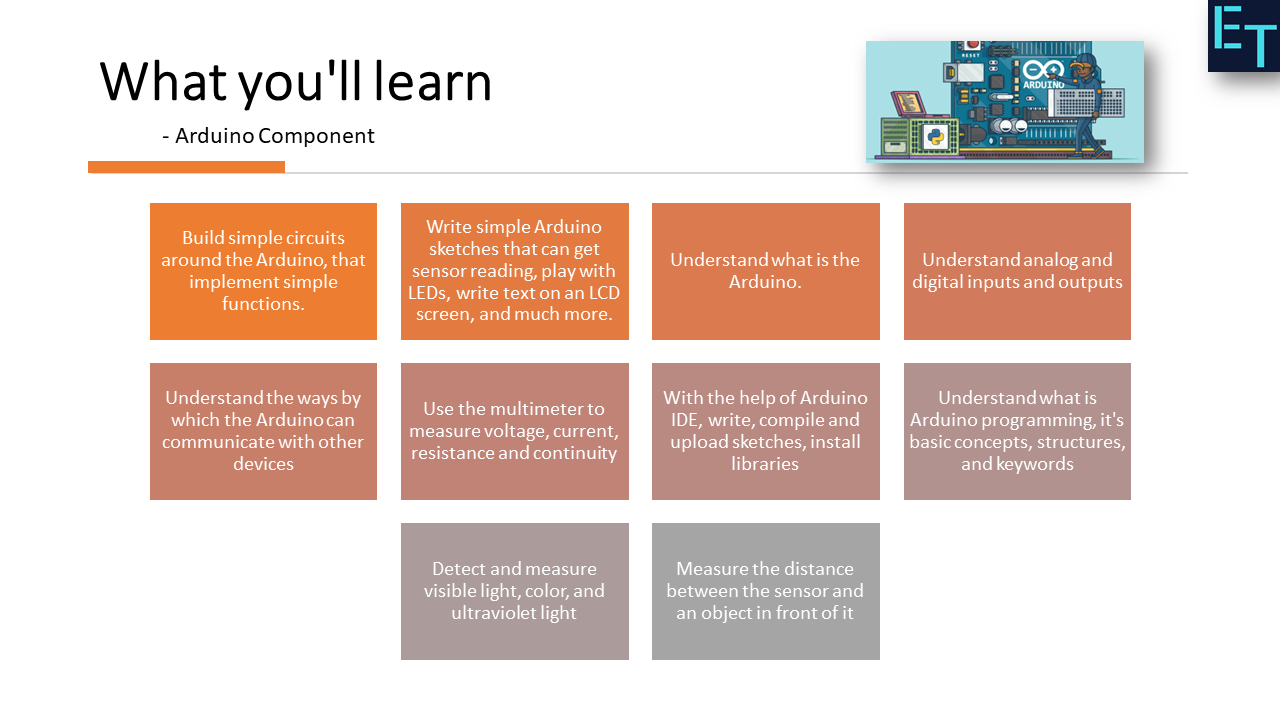 ET
What you'll learn
- Arduino Component
RESET
ARDUINO
Build simple circuits
around the Arduino, that
implement simple
functions.
Write simple Arduino
sketches that can get
sensor reading, play with
LEDs, write text on an LCD
screen, and much more.
Understand what is the
Arduino.
Understand analog and
digital inputs and outputs
Understand the ways by
which the Arduino can
communicate with other
devices
Use the multimeter to
measure voltage, current,
resistance and continuity
With the help of Arduino
IDE, write, compile and
upload sketches, install
libraries
Understand what is
Arduino programming, it's
basic concepts, structures,
and keywords
Detect and measure
visible light, color, and
ultraviolet light
Measure the distance
between the sensor and
an object in front of it